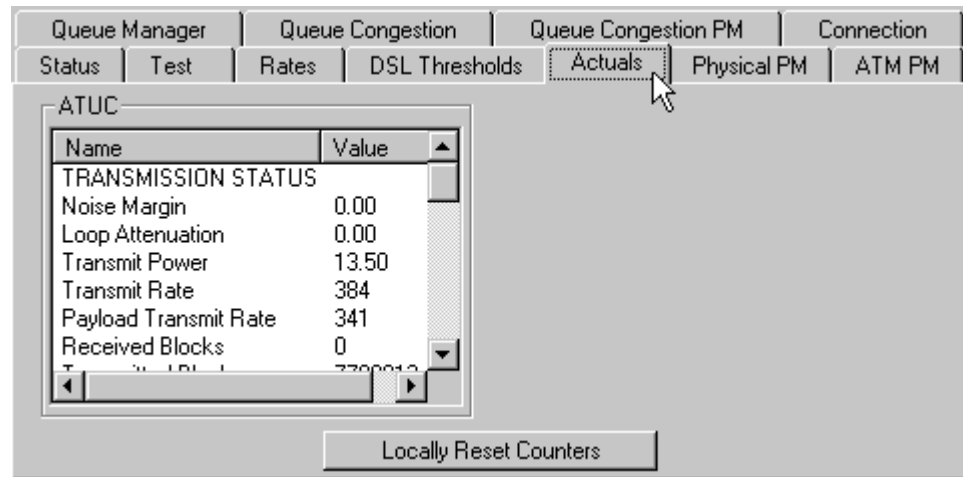 Queue Manager Queue Congestion Queue Congestion PM Connection
Status Test Rates DSL Thresholds Actuals Physical PM ATM PM
ATUC
Name Value
TRANSMISSION STATUS
Noise Margin 0.00
Loop Attenuation 0.00
Transmit Power 13.50
Transmit Rate 384
Payload Transmit Rate 341
Received Blocks 0
Locally Reset Counters